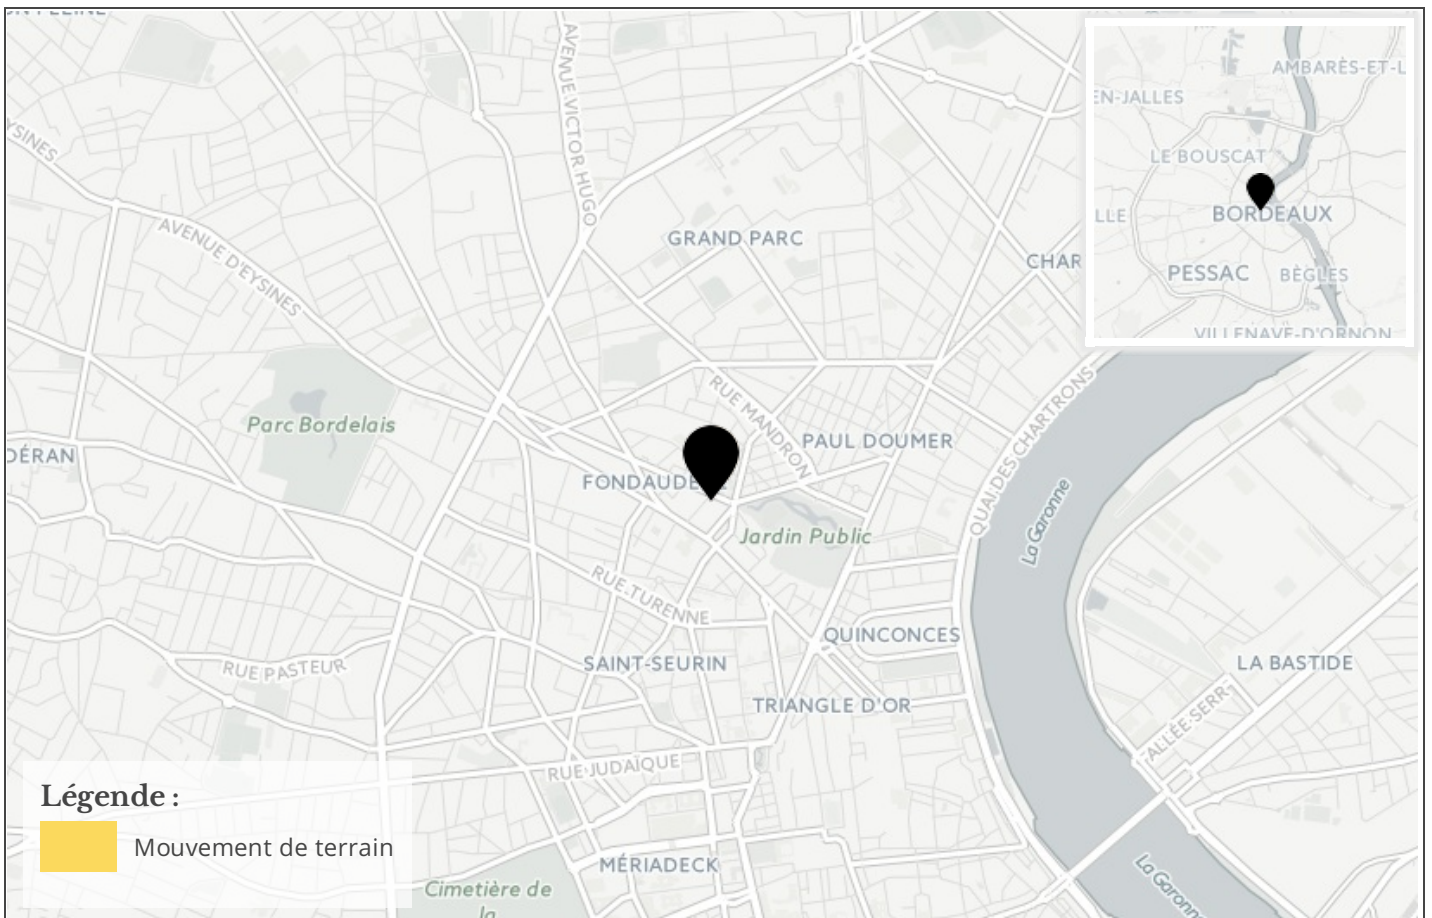 AVENUE VICTOR HUGO
AMBARÈS-ET-L
EN-JALLES
YSINES
LE BOUSCAT
AVENUE D'EYSINES
GRAND PARC
CHAR
LLE
BORDEAUX
PESSAC
BÈGLES
VILLENAVE-D'ORNON
RUE MANDRON
QUAI DES CHARTRONS
Parc Bordelais
PAUL DOUMER
DÉRAN
FONDAUDE
La Garonne
Jardin Public
RUE TURENNE
QUINCONCES
RUE PASTEUR
SAINT-SEURIN
LA BASTIDE
TRIANGLE D'OR
ALLÉE SERR
RUE JUDAÏQUE
Légende :
Mouvement de terrain
MÉRIADECK
La Garonn
Cimetière de
la